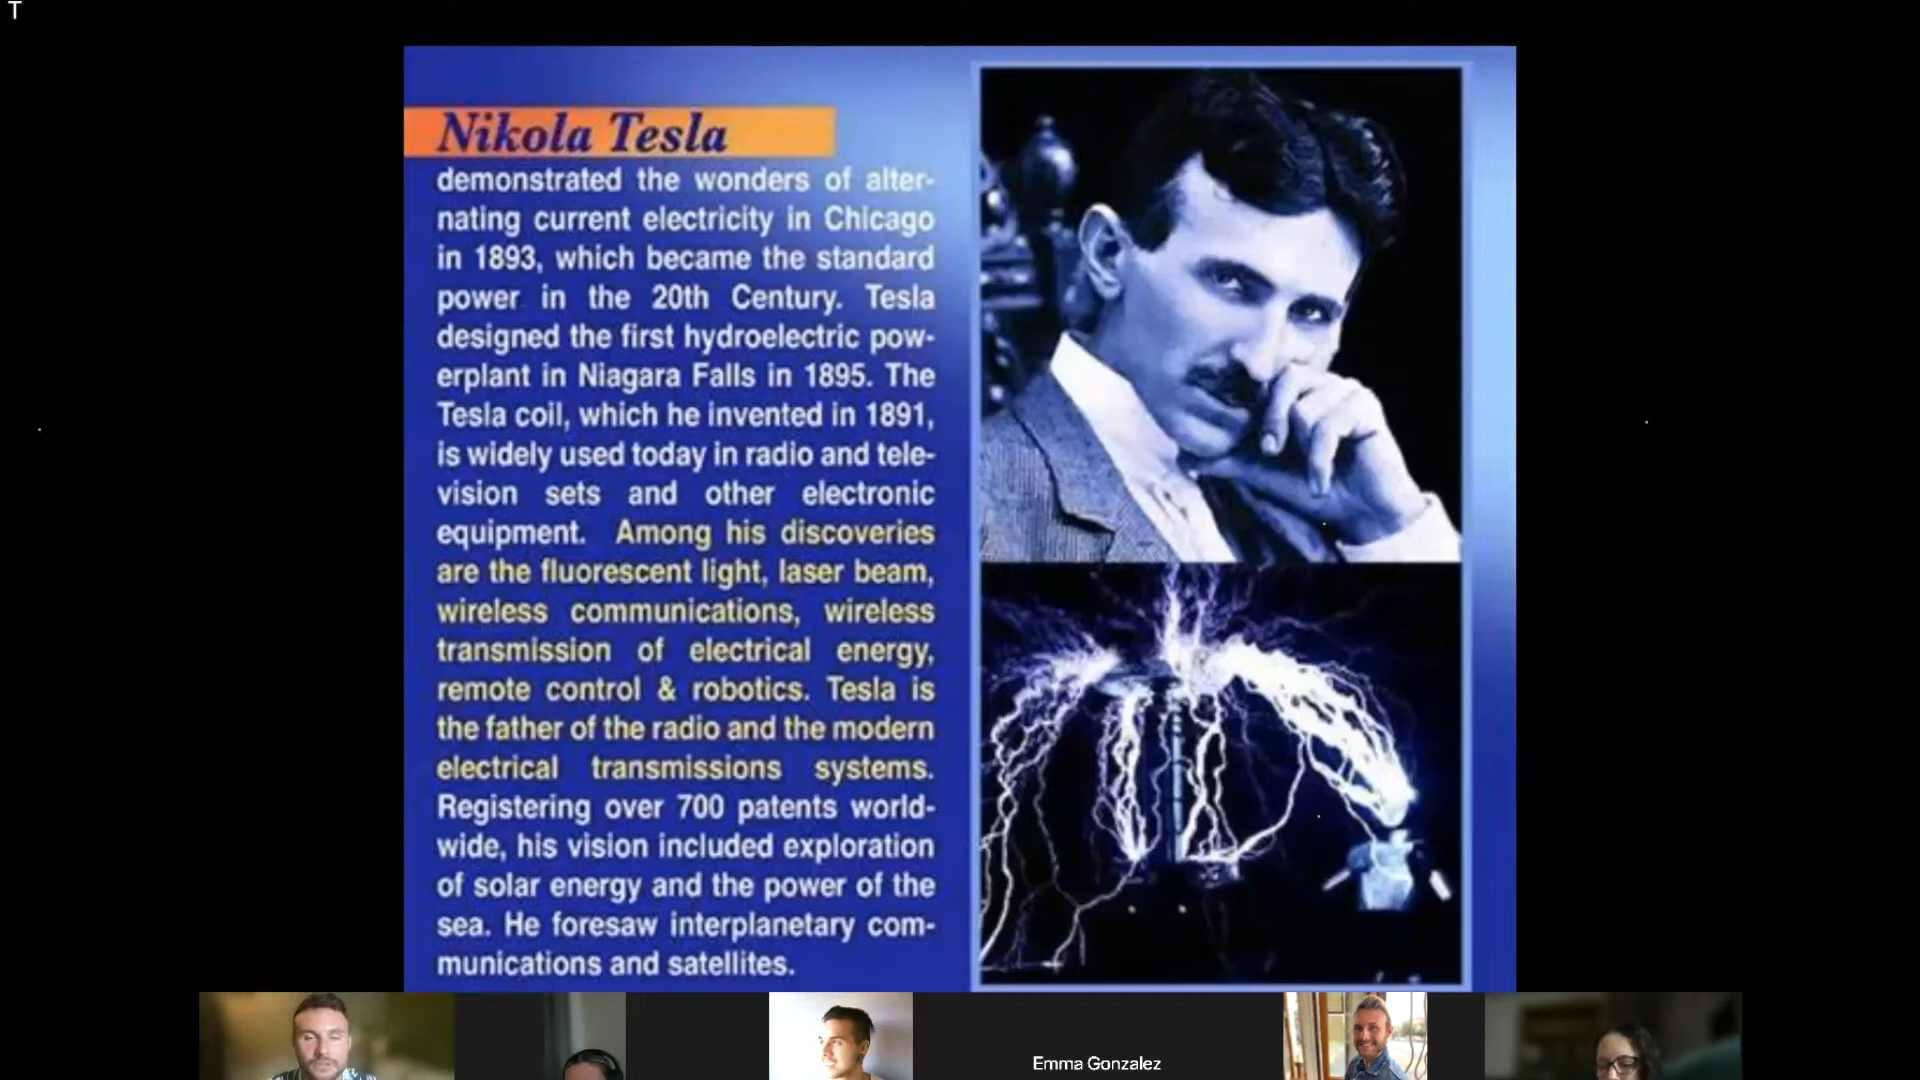 T
Nikola Tesla
demonstrated the wonders of alter-
nating current electricity in Chicago
in 1893, which became the standard
power in the 20th Century. Tesla
designed the first hydroelectric pow-
erplant in Niagara Falls in 1895. The
Tesla coil, which he invented in 1891,
is widely used today in radio and tele-
vision sets and other electronic
equipment. Among his discoveries
are the fluorescent light, laser beam,
wireless communications, wireless
transmission of electrical energy,
remote control & robotics. Tesla is
the father of the radio and the modern
electrical transmissions systems.
Registering over 700 patents world-
wide, his vision included exploration
of solar energy and the power of the
sea. He foresaw interplanetary com-
munications and satellites.
Emma Gonzalez